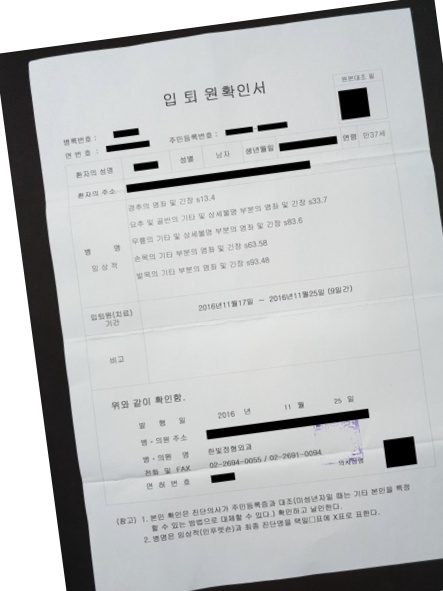 입 퇴 원확인서
원본대조 필
병록번호 :
연 번 호 :
주민등록번호 :
환자의 성명
성별
남자
생년월일
연령
만37세
환자의 주소
병 명
임상적
경추의 염좌 및 긴장 s13.4
요추 및 골반의 기타 및 상세불명 부분의 염좌 및 긴장 s33.7
무릎의 기타 및 상세불명 부분의 염좌 및 긴장 s83.6
손목의 기타 부분의 염좌 및 긴장 s63.58
발목의 기타 부분의 염좌 및 긴장 s93.48
입퇴원(치료)
기간
2016년11월17일 ~ 2016년11월25일 (9일간)
비고
위와 같이 확인함.
발 행 일
2016 년 11 월 25 일
병·의원 주소
병·의원 명
한빛정형외과
전화 및 FAX
02-2694-0055 / 02-2691-0094
면 허 번 호
의사성명
(참고) 1. 본인 확인은 진단의사가 주민등록증과 대조(미성년자일 때는 기타 본인을 특정
할 수 있는 방법으로 대체할 수 있다.) 확인하고 날인한다.
2. 병명은 임상적(인우렛손)과 최종 진단명을 택일□표에 X표로 표한다.